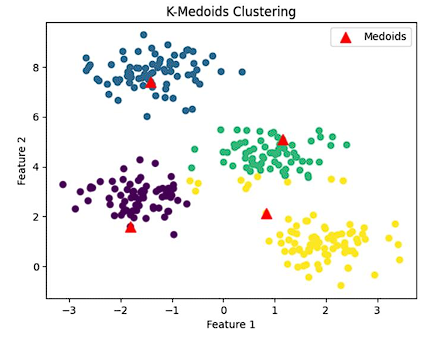 K-Medoids Clustering
Medoids
Feature 2
8
6
4
2
0
−3 −2 −1 0 1 2 3
Feature 1